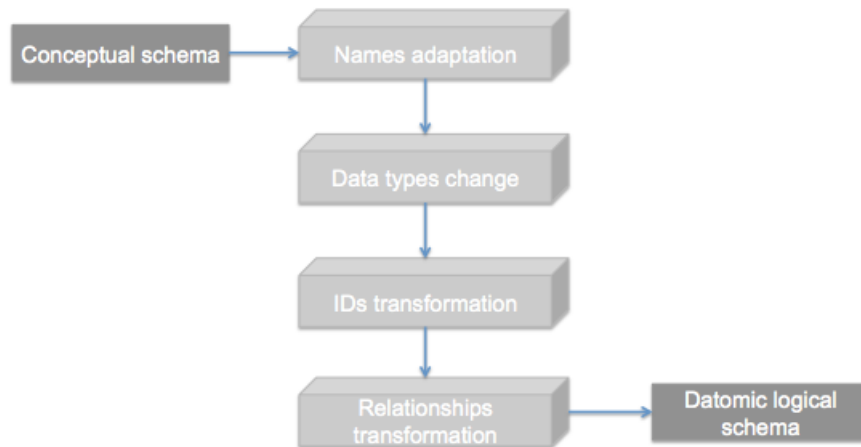 Conceptual schema
Names adaptation
Data types change
IDs transformation
Relationships
transformation
Datomic logical
schema